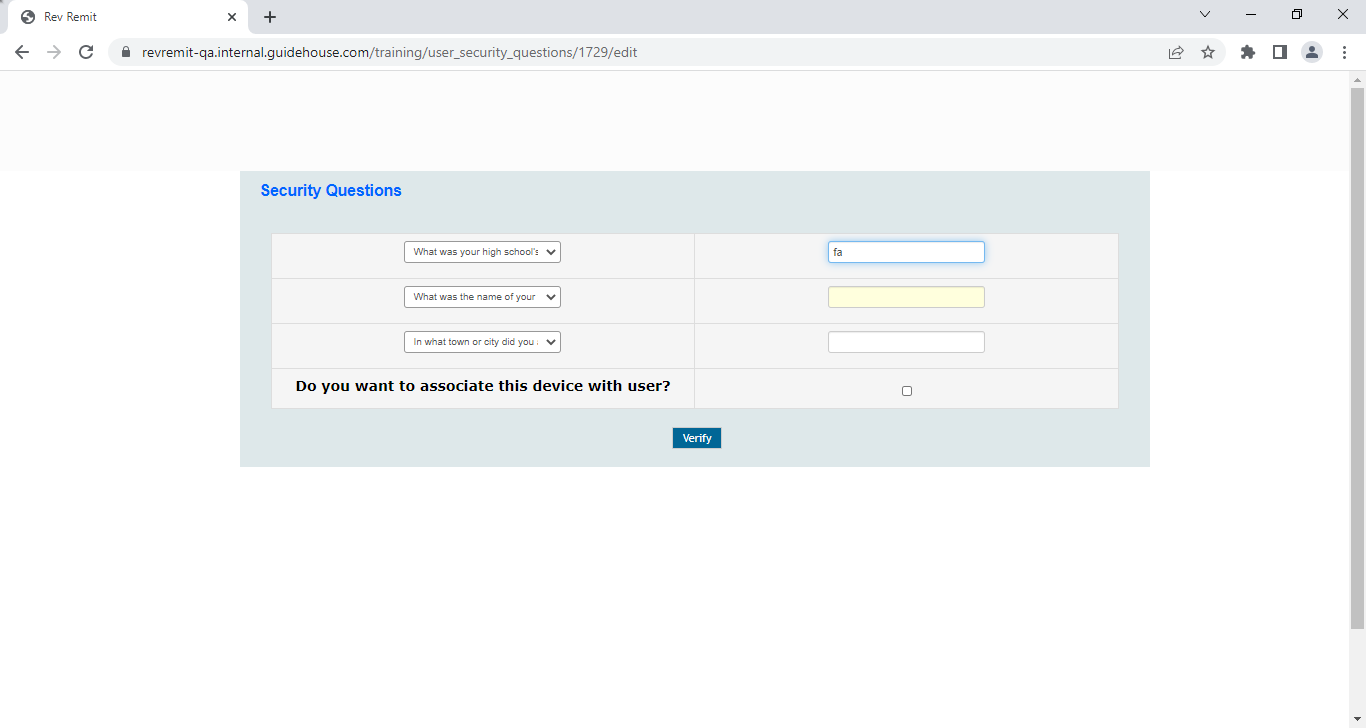 Rev Remit
revremit-qa.internal.guidehouse.com/training/user_security_questions/1729/edit
Security Questions
What was your high school's
fa
What was the name of your
In what town or city did you
Do you want to associate this device with user?
Verify